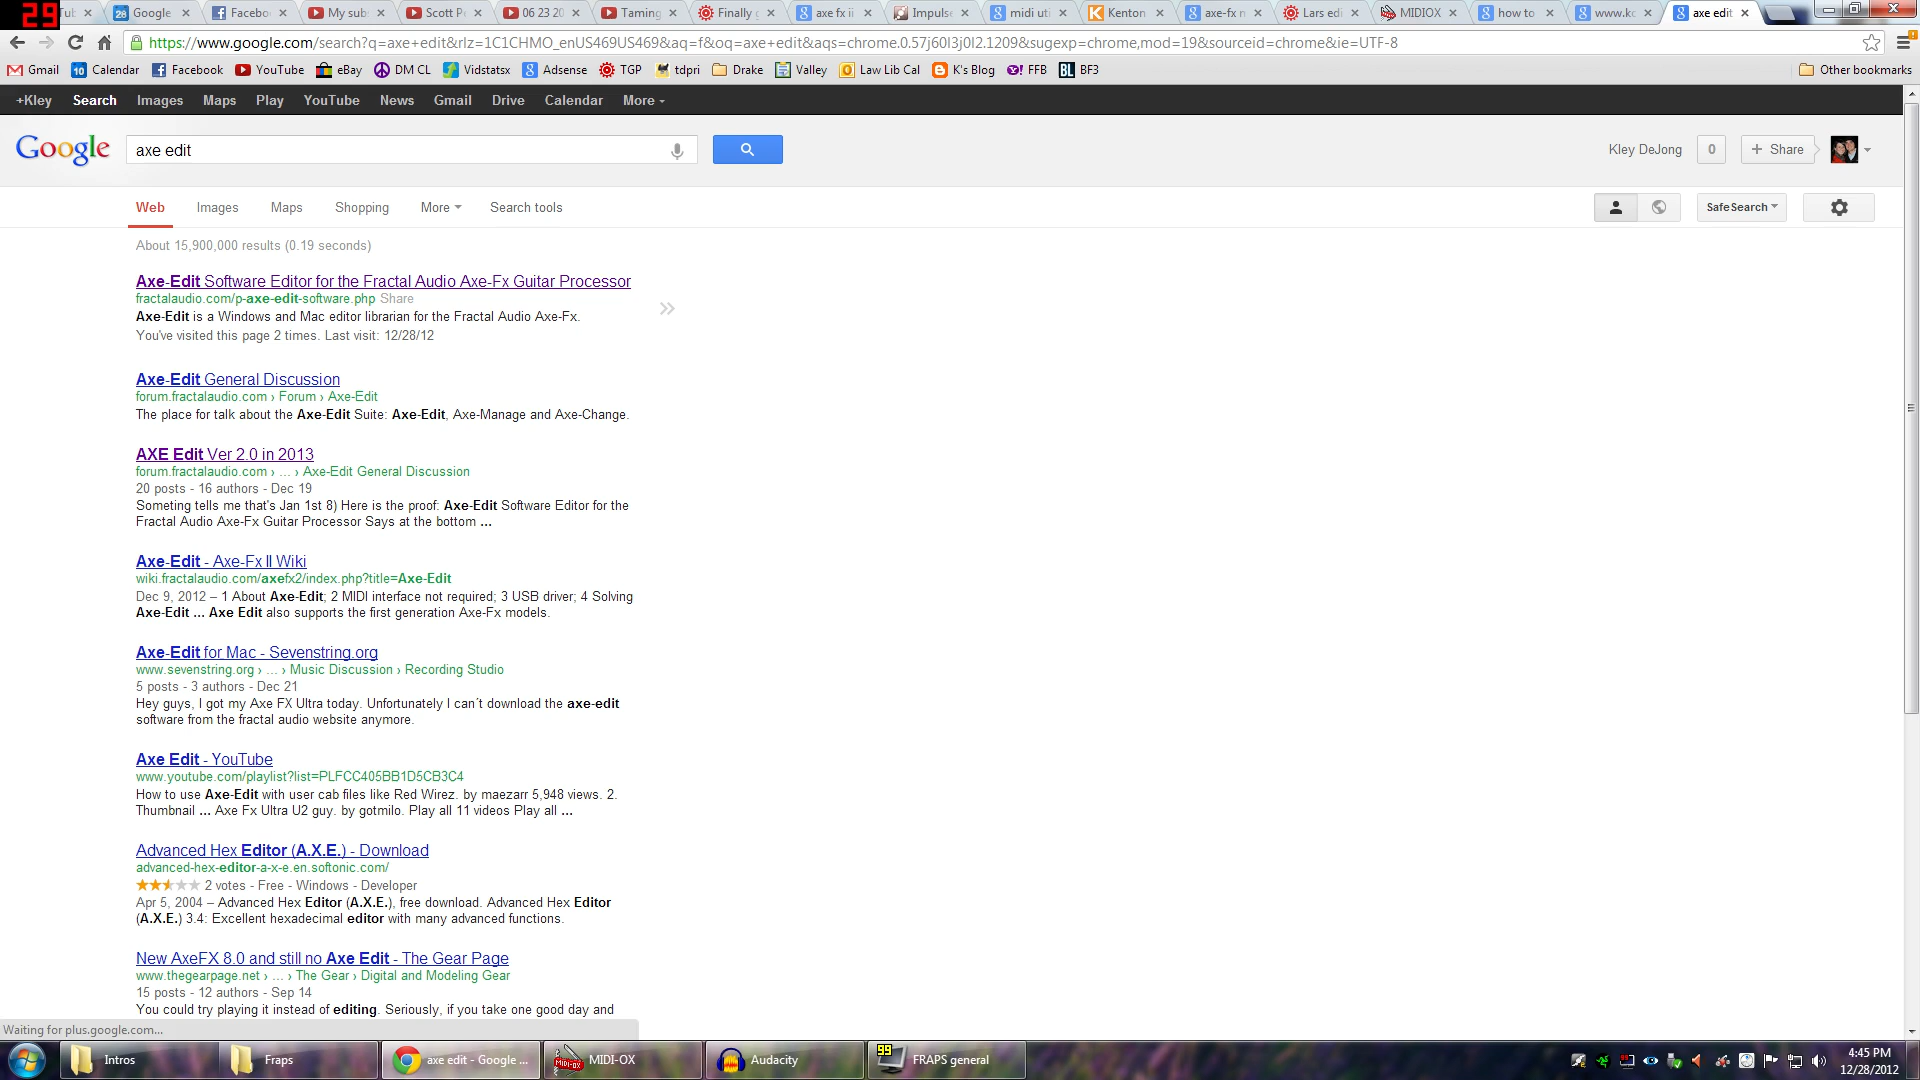 29
Tub
Google
Faceboo
My sub
Scott Pe
06 23 20
Taming
Finally g
axe fx ii
Impulse
midi uti
Kenton
axe-fx n
Lars edi
MIDIOX
how to
www.ko
axe edit
https://www.google.com/search?q=axe+edit&rlz=1C1CHMO_enUS469US469&aq=f&oq=axe+edit&aqs=chrome.0.57j60l3j0l2.1209&sugexp=chrome,mod=19&sourceid=chrome&ie=UTF-8
Gmail 10 Calendar Facebook YouTube eBay DM CL Vidstatsx Adsense TGP tdpri Drake Valley Law Lib Cal K's Blog FFB BL BF3 Other bookmarks
+Kley Search Images Maps Play YouTube News Gmail Drive Calendar More
Google axe edit Kley DeJong 0 + Share
Web Images Maps Shopping More Search tools SafeSearch
About 15,900,000 results (0.19 seconds)
Axe-Edit Software Editor for the Fractal Audio Axe-Fx Guitar Processor
fractalaudio.com/p-axe-edit-software.php Share
Axe-Edit is a Windows and Mac editor librarian for the Fractal Audio Axe-Fx.
You've visited this page 2 times. Last visit: 12/28/12
Axe-Edit General Discussion
forum.fractalaudio.com › Forum › Axe-Edit
The place for talk about the Axe-Edit Suite: Axe-Edit, Axe-Manage and Axe-Change.
AXE Edit Ver 2.0 in 2013
forum.fractalaudio.com › ... › Axe-Edit General Discussion
20 posts - 16 authors - Dec 19
Someting tells me that's Jan 1st 8) Here is the proof: Axe-Edit Software Editor for the
Fractal Audio Axe-Fx Guitar Processor Says at the bottom ...
Axe-Edit - Axe-Fx II Wiki
wiki.fractalaudio.com/axefx2/index.php?title=Axe-Edit
Dec 9, 2012 – 1 About Axe-Edit; 2 MIDI interface not required; 3 USB driver; 4 Solving
Axe-Edit ... Axe Edit also supports the first generation Axe-Fx models.
Axe-Edit for Mac - Sevenstring.org
www.sevenstring.org › ... › Music Discussion › Recording Studio
5 posts - 3 authors - Dec 21
Hey guys, I got my Axe FX Ultra today. Unfortunately I can´t download the axe-edit
software from the fractal audio website anymore.
Axe Edit - YouTube
www.youtube.com/playlist?list=PLFCC405BB1D5CB3C4
How to use Axe-Edit with user cab files like Red Wirez. by maezarr 5,948 views. 2.
Thumbnail ... Axe Fx Ultra U2 guy. by gotmilo. Play all 11 videos Play all ...
Advanced Hex Editor (A.X.E.) - Download
advanced-hex-editor-a-x-e.en.softonic.com/
2 votes - Free - Windows - Developer
Apr 5, 2004 – Advanced Hex Editor (A.X.E.), free download. Advanced Hex Editor
(A.X.E.) 3.4: Excellent hexadecimal editor with many advanced functions.
New AxeFX 8.0 and still no Axe Edit - The Gear Page
www.thegearpage.net › ... › The Gear › Digital and Modeling Gear
15 posts - 12 authors - Sep 14
You could try playing it instead of editing. Seriously, if you take one good day and
Waiting for plus.google.com...
Intros Fraps axe edit - Google ... MIDI-OX Audacity 99 FRAPS general
4:45 PM
12/28/2012